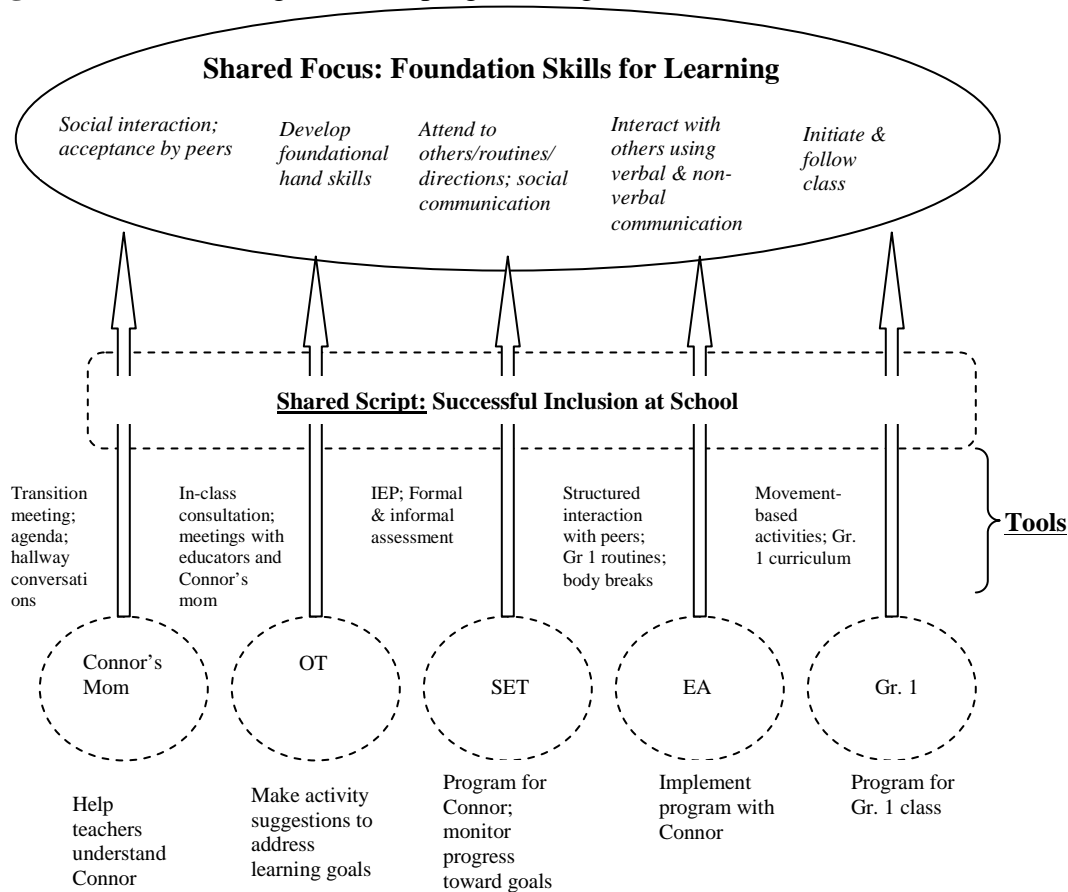 Shared Focus: Foundation Skills for Learning
Social interaction;
acceptance by peers
Develop
foundational
hand skills
Attend to
others/routines/
directions; social
communication
Interact with
others using
verbal & non-
verbal
communication
Initiate &
follow
class
Shared Script: Successful Inclusion at School
Transition
meeting;
agenda;
hallway
conversati
ons
In-class
consultation;
meetings with
educators and
Connor's
mom
IEP; Formal
& informal
assessment
Structured
interaction
with peers;
Gr 1 routines;
body breaks
Movement-
based
activities; Gr.
1 curriculum
Tools
Connor's
Mom
OT
SET
EA
Gr. 1
Help
teachers
understand
Connor
Make activity
suggestions to
address
learning goals
Program for
Connor;
monitor
progress
toward goals
Implement
program with
Connor
Program for
Gr. 1 class